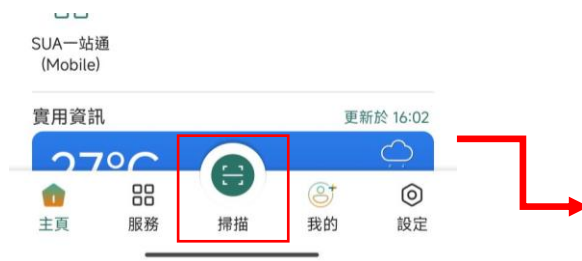 SUA一站通
(Mobile)
實用資訊
更新於 16:02
27°C
主頁
服務
掃描
我的
設定